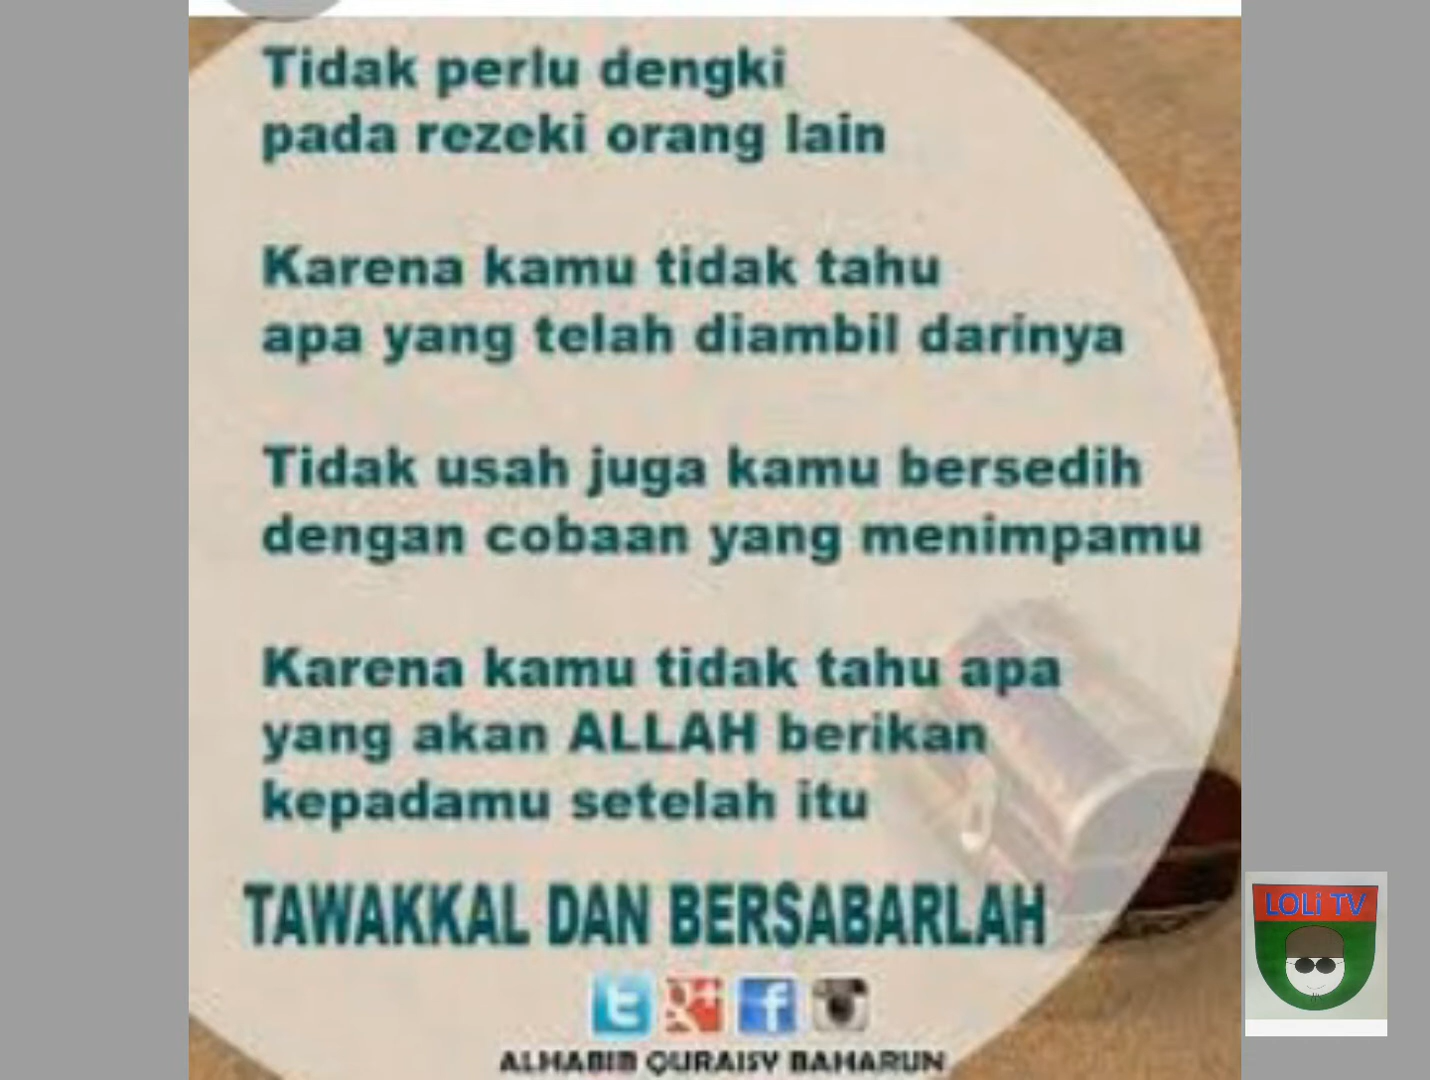 Tidak perlu dengki
pada rezeki orang lain
Karena kamu tidak tahu
apa yang telah diambil darinya
Tidak usah juga kamu bersedih
dengan cobaan yang menimpamu
Karena kamu tidak tahu apa
yang akan ALLAH berikan
kepadamu setelah itu
TAWAKKAL DAN BERSABARLAH
ALHABIB QURAISY BAHARUN
LOLi TV